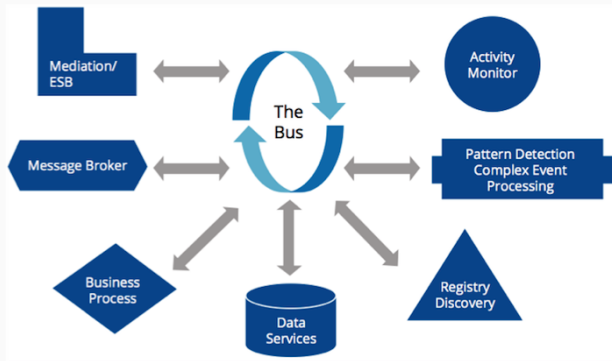 Mediation/
ESB
The
Bus
Activity
Monitor
Message Broker
Pattern Detection
Complex Event
Processing
Business
Process
Data
Services
Registry
Discovery